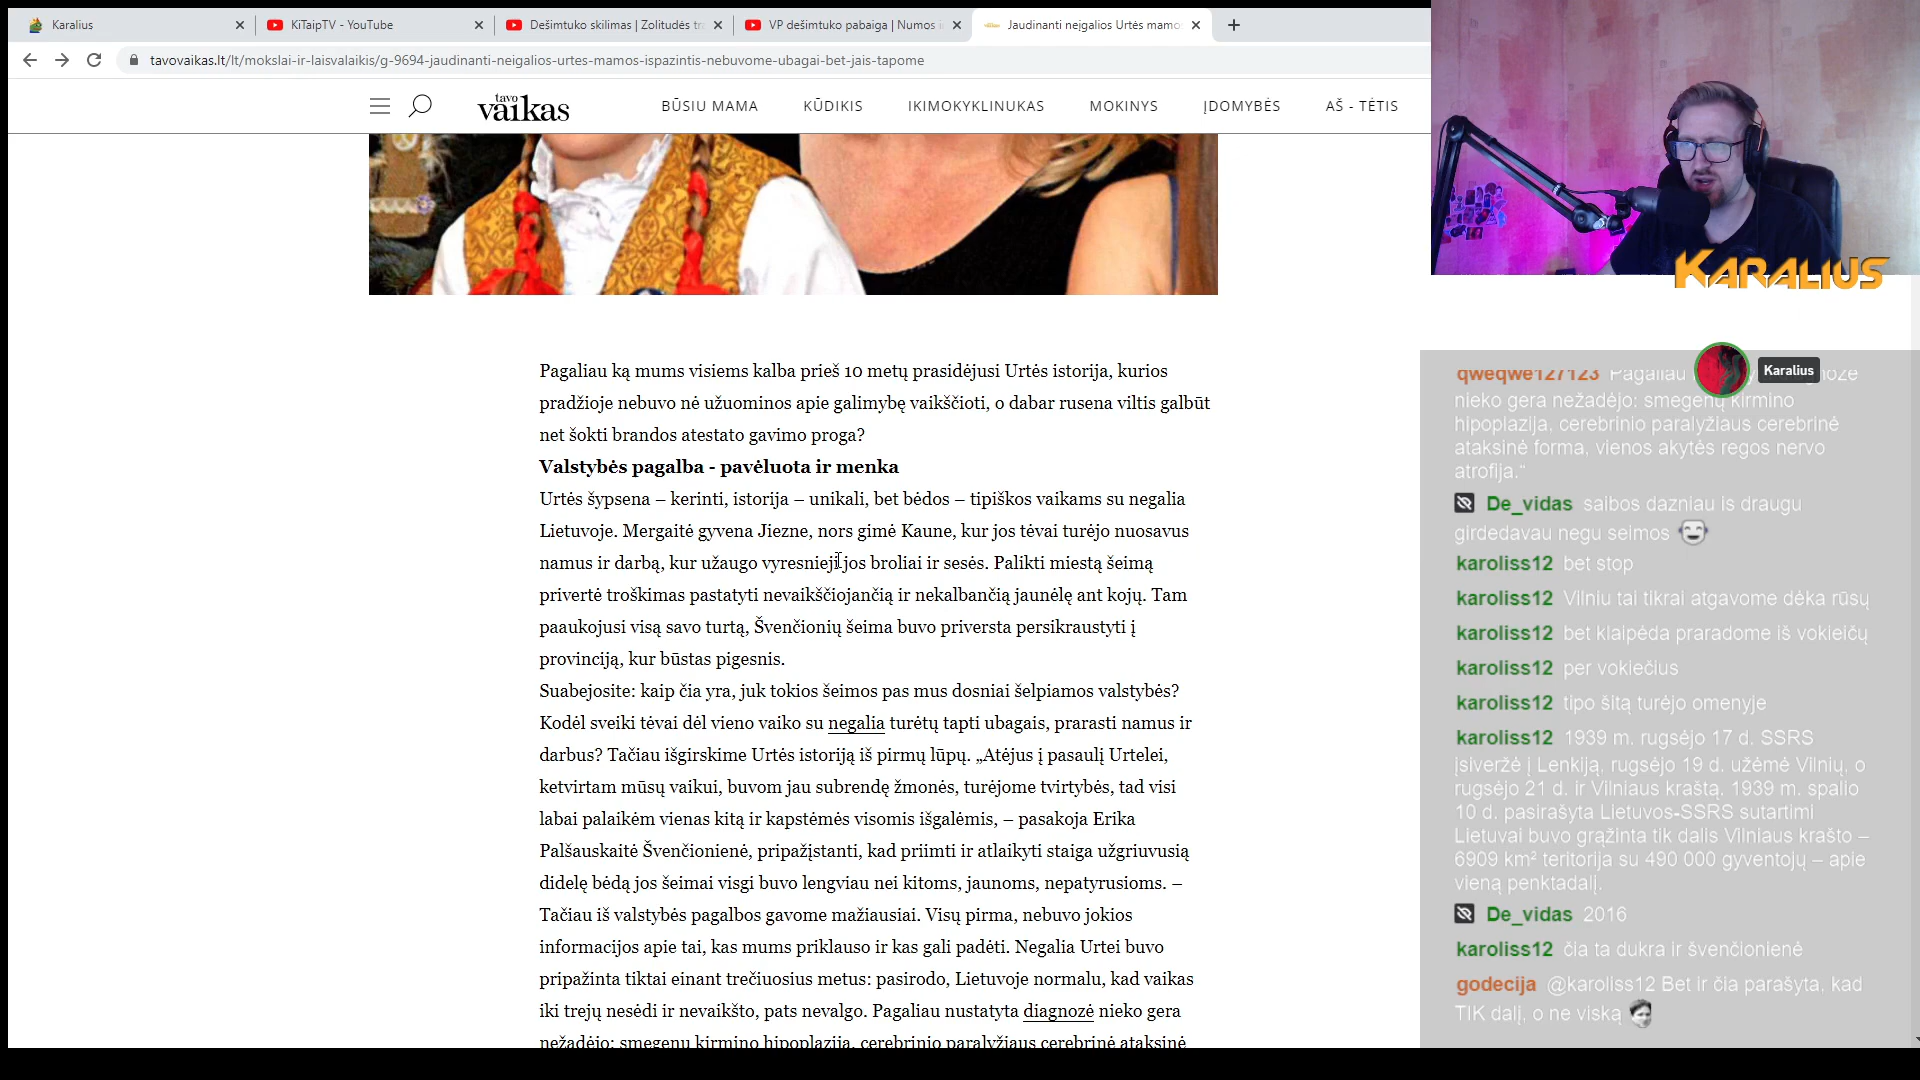 Karalius
KiTaipTV - YouTube
Dešimtuko skilimas | Zolitudės tr
VP dešimtuko pabaiga | Numos i
Jaudinanti neįgalios Urtės mamo
tavovaikas.lt/lt/mokslai-ir-laisvalaikis/g-9694-jaudinanti-neigalios-urtes-mamos-ispazintis-nebuvome-ubagai-bet-jais-tapome
tavo
vaikas
BŪSIU MAMA
KŪDIKIS
IKIMOKYKLINUKAS
MOKINYS
ĮDOMYBĖS
AŠ - TĖTIS
KARALIUS
Pagaliau ką mums visiems kalba prieš 10 metų prasidėjusi Urtės istorija, kurios
pradžioje nebuvo nė užuominos apie galimybę vaikščioti, o dabar rusena viltis galbūt
net šokti brandos atestato gavimo proga?
Valstybės pagalba - pavėluota ir menka
Urtės šypsena – kerinti, istorija – unikali, bet bėdos – tipiškos vaikams su negalia
Lietuvoje. Mergaitė gyvena Jiezne, nors gimė Kaune, kur jos tėvai turėjo nuosavus
namus ir darbą, kur užaugo vyresnieji jos broliai ir sesės. Palikti miestą šeimą
privertė troškimas pastatyti nevaikščiojančią ir nekalbančią jaunėlę ant kojų. Tam
paaukojusi visą savo turtą, Švenčionių šeima buvo priversta persikraustyti į
provinciją, kur būstas pigesnis.
Suabejosite: kaip čia yra, juk tokios šeimos pas mus dosniai šelpiamos valstybės?
Kodėl sveiki tėvai dėl vieno vaiko su negalia turėtų tapti ubagais, prarasti namus ir
darbus? Tačiau išgirskime Urtės istoriją iš pirmų lūpų. „Atėjus į pasaulį Urtelei,
ketvirtam mūsų vaikui, buvom jau subrendę žmonės, turėjome tvirtybės, tad visi
labai palaikėm vienas kitą ir kapstėmės visomis išgalėmis, – pasakoja Erika
Palšauskaitė Švenčionienė, pripažįstanti, kad priimti ir atlaikyti staiga užgriuvusią
didelę bėdą jos šeimai visgi buvo lengviau nei kitoms, jaunoms, nepatyrusioms. –
Tačiau iš valstybės pagalbos gavome mažiausiai. Visų pirma, nebuvo jokios
informacijos apie tai, kas mums priklauso ir kas gali padėti. Negalia Urtei buvo
pripažinta tiktai einant trečiuosius metus: pasirodo, Lietuvoje normalu, kad vaikas
iki trejų nesėdi ir nevaikšto, pats nevalgo. Pagaliau nustatyta diagnozė nieko gera
nežadėjo: smegenų kirmino hipoplazija, cerebrinio paralyžiaus cerebrinė ataksinė
Karalius
qweqwe127123 Pagaliau
nieko gera nežadėjo: smegenų kirmino
hipoplazija, cerebrinio paralyžiaus cerebrinė
ataksinė forma, vienos akytės regos nervo
atrofija.“
De_vidas saibos dazniau is draugu
girdedavau negu seimos
karoliss12 bet stop
karoliss12 Vilniu tai tikrai atgavome dėka rūsų
karoliss12 bet klaipėda praradome iš vokieičų
karoliss12 per vokiečius
karoliss12 tipo šitą turėjo omenyje
karoliss12 1939 m. rugsėjo 17 d. SSRS
įsiveržė į Lenkiją, rugsėjo 19 d. užėmė Vilnių, o
rugsėjo 21 d. ir Vilniaus kraštą. 1939 m. spalio
10 d. pasirašyta Lietuvos-SSRS sutartimi
Lietuvai buvo grąžinta tik dalis Vilniaus krašto –
6909 km² teritorija su 490 000 gyventojų – apie
vieną penktadalį.
De_vidas 2016
karoliss12 čia ta dukra ir švenčionienė
godecija @karoliss12 Bet ir čia parašyta, kad
TIK dalį, o ne viską